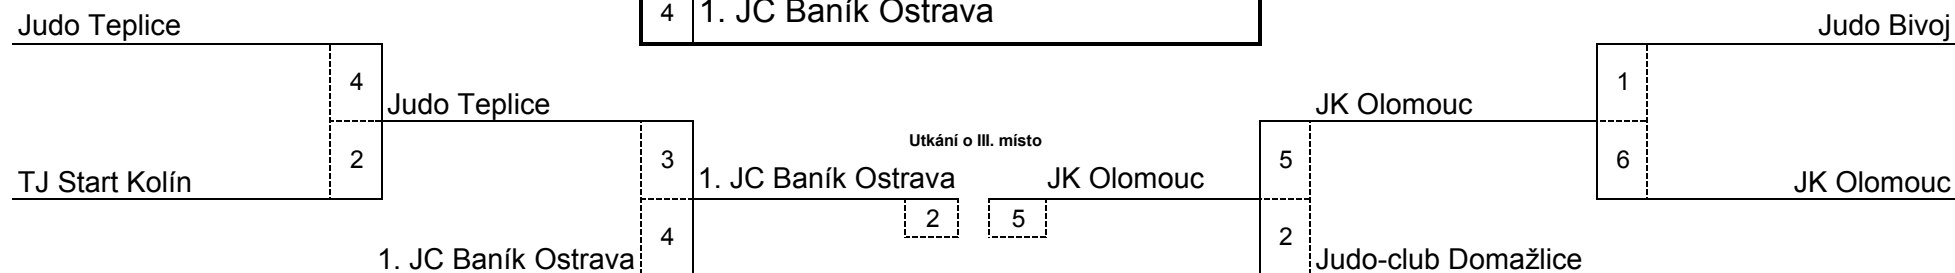 4 1. JC Baník Ostrava
Judo Teplice
Judo Bivoj
4
1
Judo Teplice
JK Olomouc
Utkání o III. místo
2
3
5
6
TJ Start Kolín
1. JC Baník Ostrava
JK Olomouc
JK Olomouc
2
5
4
2
1. JC Baník Ostrava
Judo-club Domažlice